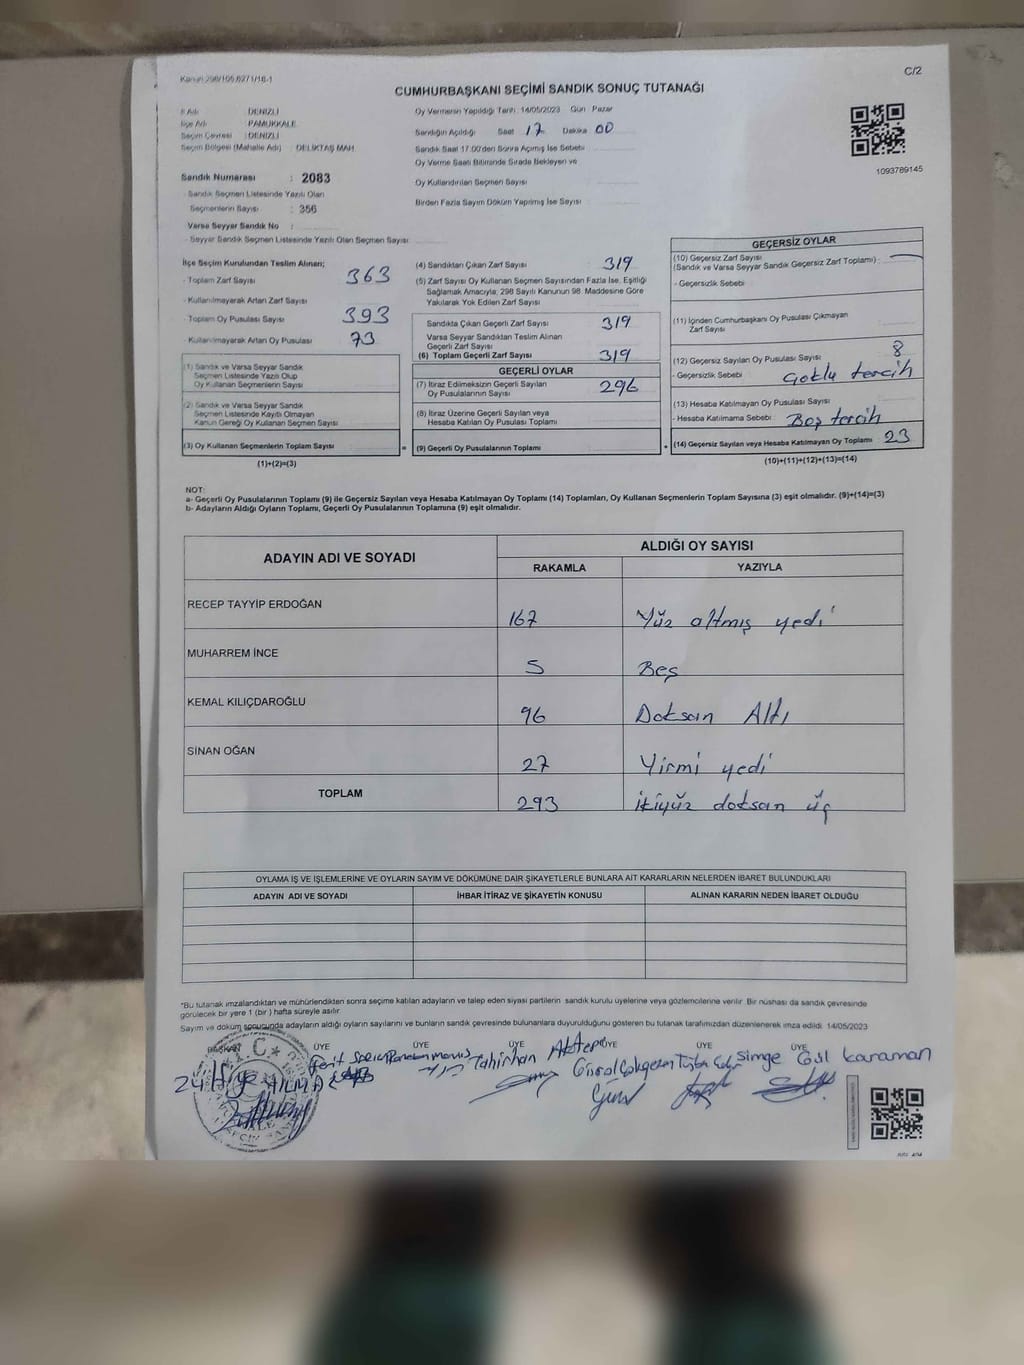 Kanun 298/105,6271/18-1
C/2
CUMHURBAŞKANI SEÇİMİ SANDIK SONUÇ TUTANAĞI
İl Adı : DENİZLİ
İlçe Adı : PAMUKKALE
Seçim Çevresi : DENİZLİ
Seçim Bölgesi (Mahalle Adı) : DELİKTAŞ MAH.
Sandık Numarası : 2083
- Sandık Seçmen Listesinde Yazılı Olan
Seçmenlerin Sayısı : 356
Varsa Seyyar Sandık No :
- Seyyar Sandık Seçmen Listesinde Yazılı Olan Seçmen Sayısı
Oy Vermenin Yapıldığı Tarih: 14/05/2023 Gün Pazar
Sandığın Açıldığı Saat 17 Dakika 00
Sandık Saat 17.00'den Sonra Açılmış İse Sebebi
Oy Verme Saati Bitiminde Sırada Bekleyen ve
Oy Kullandırılan Seçmen Sayısı
Birden Fazla Sayım Döküm Yapılmış İse Sayısı
1093789145
İlçe Seçim Kurulundan Teslim Alınan;
- Toplam Zarf Sayısı 363
- Kullanılmayarak Artan Zarf Sayısı
- Toplam Oy Pusulası Sayısı 393
- Kullanılmayarak Artan Oy Pusulası 73
(1) Sandık ve Varsa Seyyar Sandık
Seçmen Listesinde Yazılı Olup
Oy Kullanan Seçmenlerin Sayısı
(2) Sandık ve Varsa Seyyar Sandık
Seçmen Listesinde Kayıtlı Olmayan
Kanun Gereği Oy Kullanan Seçmen Sayısı
(3) Oy Kullanan Seçmenlerin Toplam Sayısı
(1)+(2)=(3)
(4) Sandıktan Çıkan Zarf Sayısı 319
(5) Zarf Sayısı Oy Kullanan Seçmen Sayısından Fazla İse, Eşitliği
Sağlamak Amacıyla; 298 Sayılı Kanunun 98. Maddesine Göre
Yakılarak Yok Edilen Zarf Sayısı
Sandıkta Çıkan Geçerli Zarf Sayısı 319
Varsa Seyyar Sandıktan Teslim Alınan
Geçerli Zarf Sayısı
(6) Toplam Geçerli Zarf Sayısı 319
GEÇERLİ OYLAR
(7) İtiraz Edilmeksizin Geçerli Sayılan
Oy Pusulalarının Sayısı 296
(8) İtiraz Üzerine Geçerli Sayılan veya
Hesaba Katılan Oy Pusulası Toplamı
(9) Geçerli Oy Pusulalarının Toplamı
GEÇERSİZ OYLAR
(10) Geçersiz Zarf Sayısı
(Sandık ve Varsa Seyyar Sandık Geçersiz Zarf Toplamı) :
- Geçersizlik Sebebi
(11) İçinden Cumhurbaşkanı Oy Pusulası Çıkmayan
Zarf Sayısı
(12) Geçersiz Sayılan Oy Pusulası Sayısı 8
- Geçersizlik Sebebi Çoklu tercih
(13) Hesaba Katılmayan Oy Pusulası Sayısı
- Hesaba Katılmama Sebebi : Boş tercih
(14) Geçersiz Sayılan veya Hesaba Katılmayan Oy Toplamı 23
(10)+(11)+(12)+(13)=(14)
NOT:
a- Geçerli Oy Pusulalarının Toplamı (9) ile Geçersiz Sayılan veya Hesaba Katılmayan Oy Toplamı (14) Toplamları, Oy Kullanan Seçmenlerin Toplam Sayısına (3) eşit olmalıdır. (9)+(14)=(3)
b- Adayların Aldığı Oyların Toplamı, Geçerli Oy Pusulalarının Toplamına (9) eşit olmalıdır.
ADAYIN ADI VE SOYADI
ALDIĞI OY SAYISI
RAKAMLA YAZIYLA
RECEP TAYYİP ERDOĞAN 167 Yüz altmış yedi
MUHARREM İNCE 5 Beş
KEMAL KILIÇDAROĞLU 96 Doksan Altı
SİNAN OĞAN 27 Yirmi yedi
TOPLAM 293 ikiyüz doksan üç
OYLAMA İŞ VE İŞLEMLERİNE VE OYLARIN SAYIM VE DÖKÜMÜNE DAİR ŞİKAYETLERLE BUNLARA AİT KARARLARIN NELERDEN İBARET BULUNDUKLARI
ADAYIN ADI VE SOYADI İHBAR İTİRAZ VE ŞİKAYETİN KONUSU ALINAN KARARIN NEDEN İBARET OLDUĞU
*Bu tutanak imzalandıktan ve mühürlendikten sonra seçime katılan adayların ve talep eden siyasi partilerin sandık kurulu üyelerine veya gözlemcilerine verilir. Bir nüshası da sandık çevresinde
görülecek bir yere 1 (bir) hafta süreyle asılır.
Sayım ve döküm sonucunda adayların aldığı oyların sayılarını ve bunların sandık çevresinde bulunanlara duyurulduğunu gösteren bu tutanak tarafımızdan düzenlenerek imza edildi. 14/05/2023
BAŞKAN ÜYE ÜYE ÜYE ÜYE ÜYE ÜYE
Tahirhan Aktepe
Simge Gül Karaman